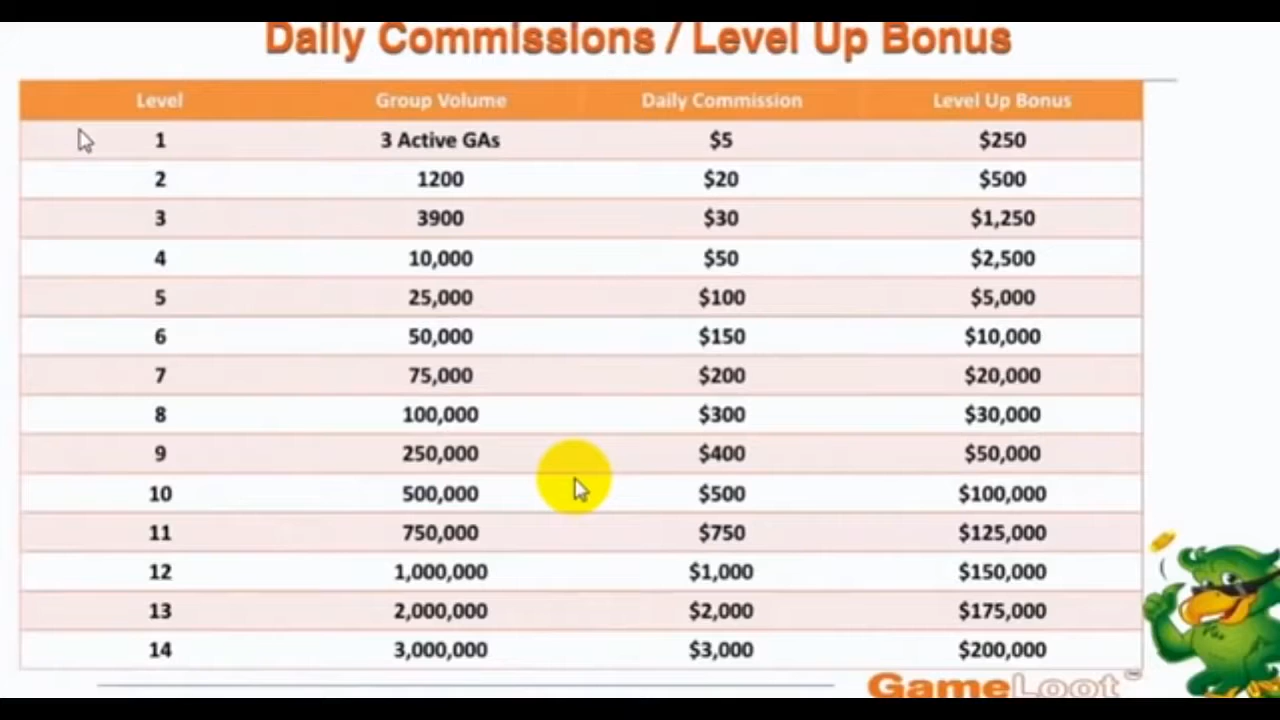 Daily Commissions / Level Up Bonus
Level Group Volume Daily Commission Level Up Bonus
1 3 Active GAs $5 $250
2 1200 $20 $500
3 3900 $30 $1,250
4 10,000 $50 $2,500
5 25,000 $100 $5,000
6 50,000 $150 $10,000
7 75,000 $200 $20,000
8 100,000 $300 $30,000
9 250,000 $400 $50,000
10 500,000 $500 $100,000
11 750,000 $750 $125,000
12 1,000,000 $1,000 $150,000
13 2,000,000 $2,000 $175,000
14 3,000,000 $3,000 $200,000
GameLoot™